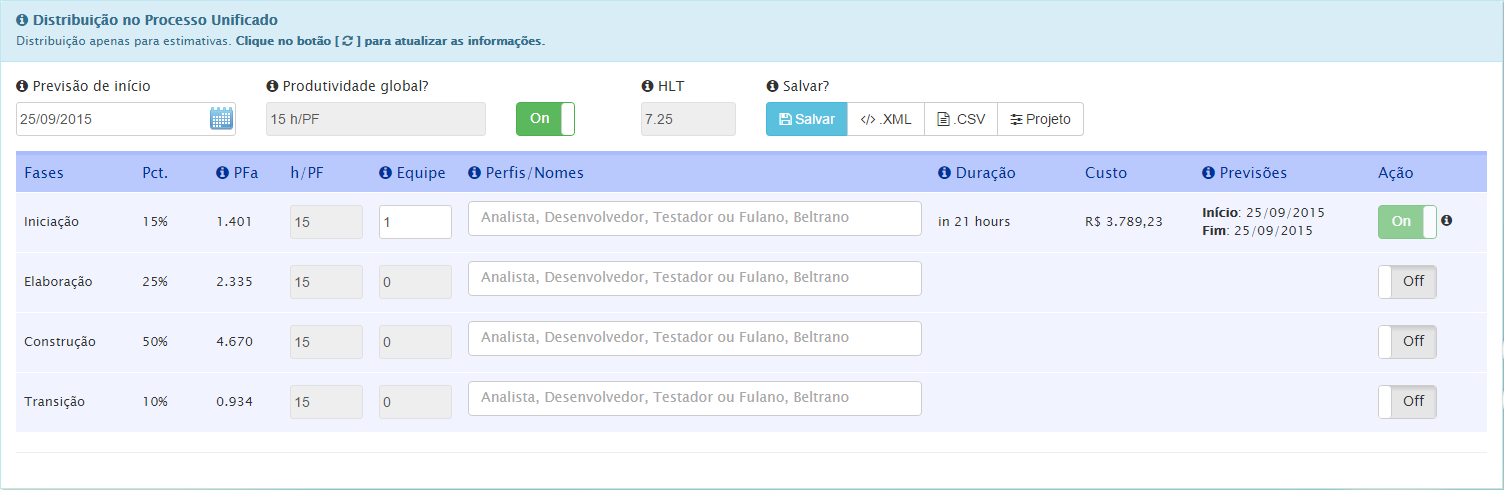 Distribuição no Processo Unificado
Distribuição apenas para estimativas. Clique no botão [ ] para atualizar as informações.
Previsão de início Produtividade global? HLT Salvar?
25/09/2015 15 h/PF On 7.25 Salvar </> .XML .CSV Projeto
Fases Pct. PFa h/PF Equipe Perfis/Nomes Duração Custo Previsões Ação
Iniciação 15% 1.401 15 1 Analista, Desenvolvedor, Testador ou Fulano, Beltrano in 21 hours R$ 3.789,23 Início: 25/09/2015 On
Fim: 25/09/2015
Elaboração 25% 2.335 15 0 Analista, Desenvolvedor, Testador ou Fulano, Beltrano Off
Construção 50% 4.670 15 0 Analista, Desenvolvedor, Testador ou Fulano, Beltrano Off
Transição 10% 0.934 15 0 Analista, Desenvolvedor, Testador ou Fulano, Beltrano Off